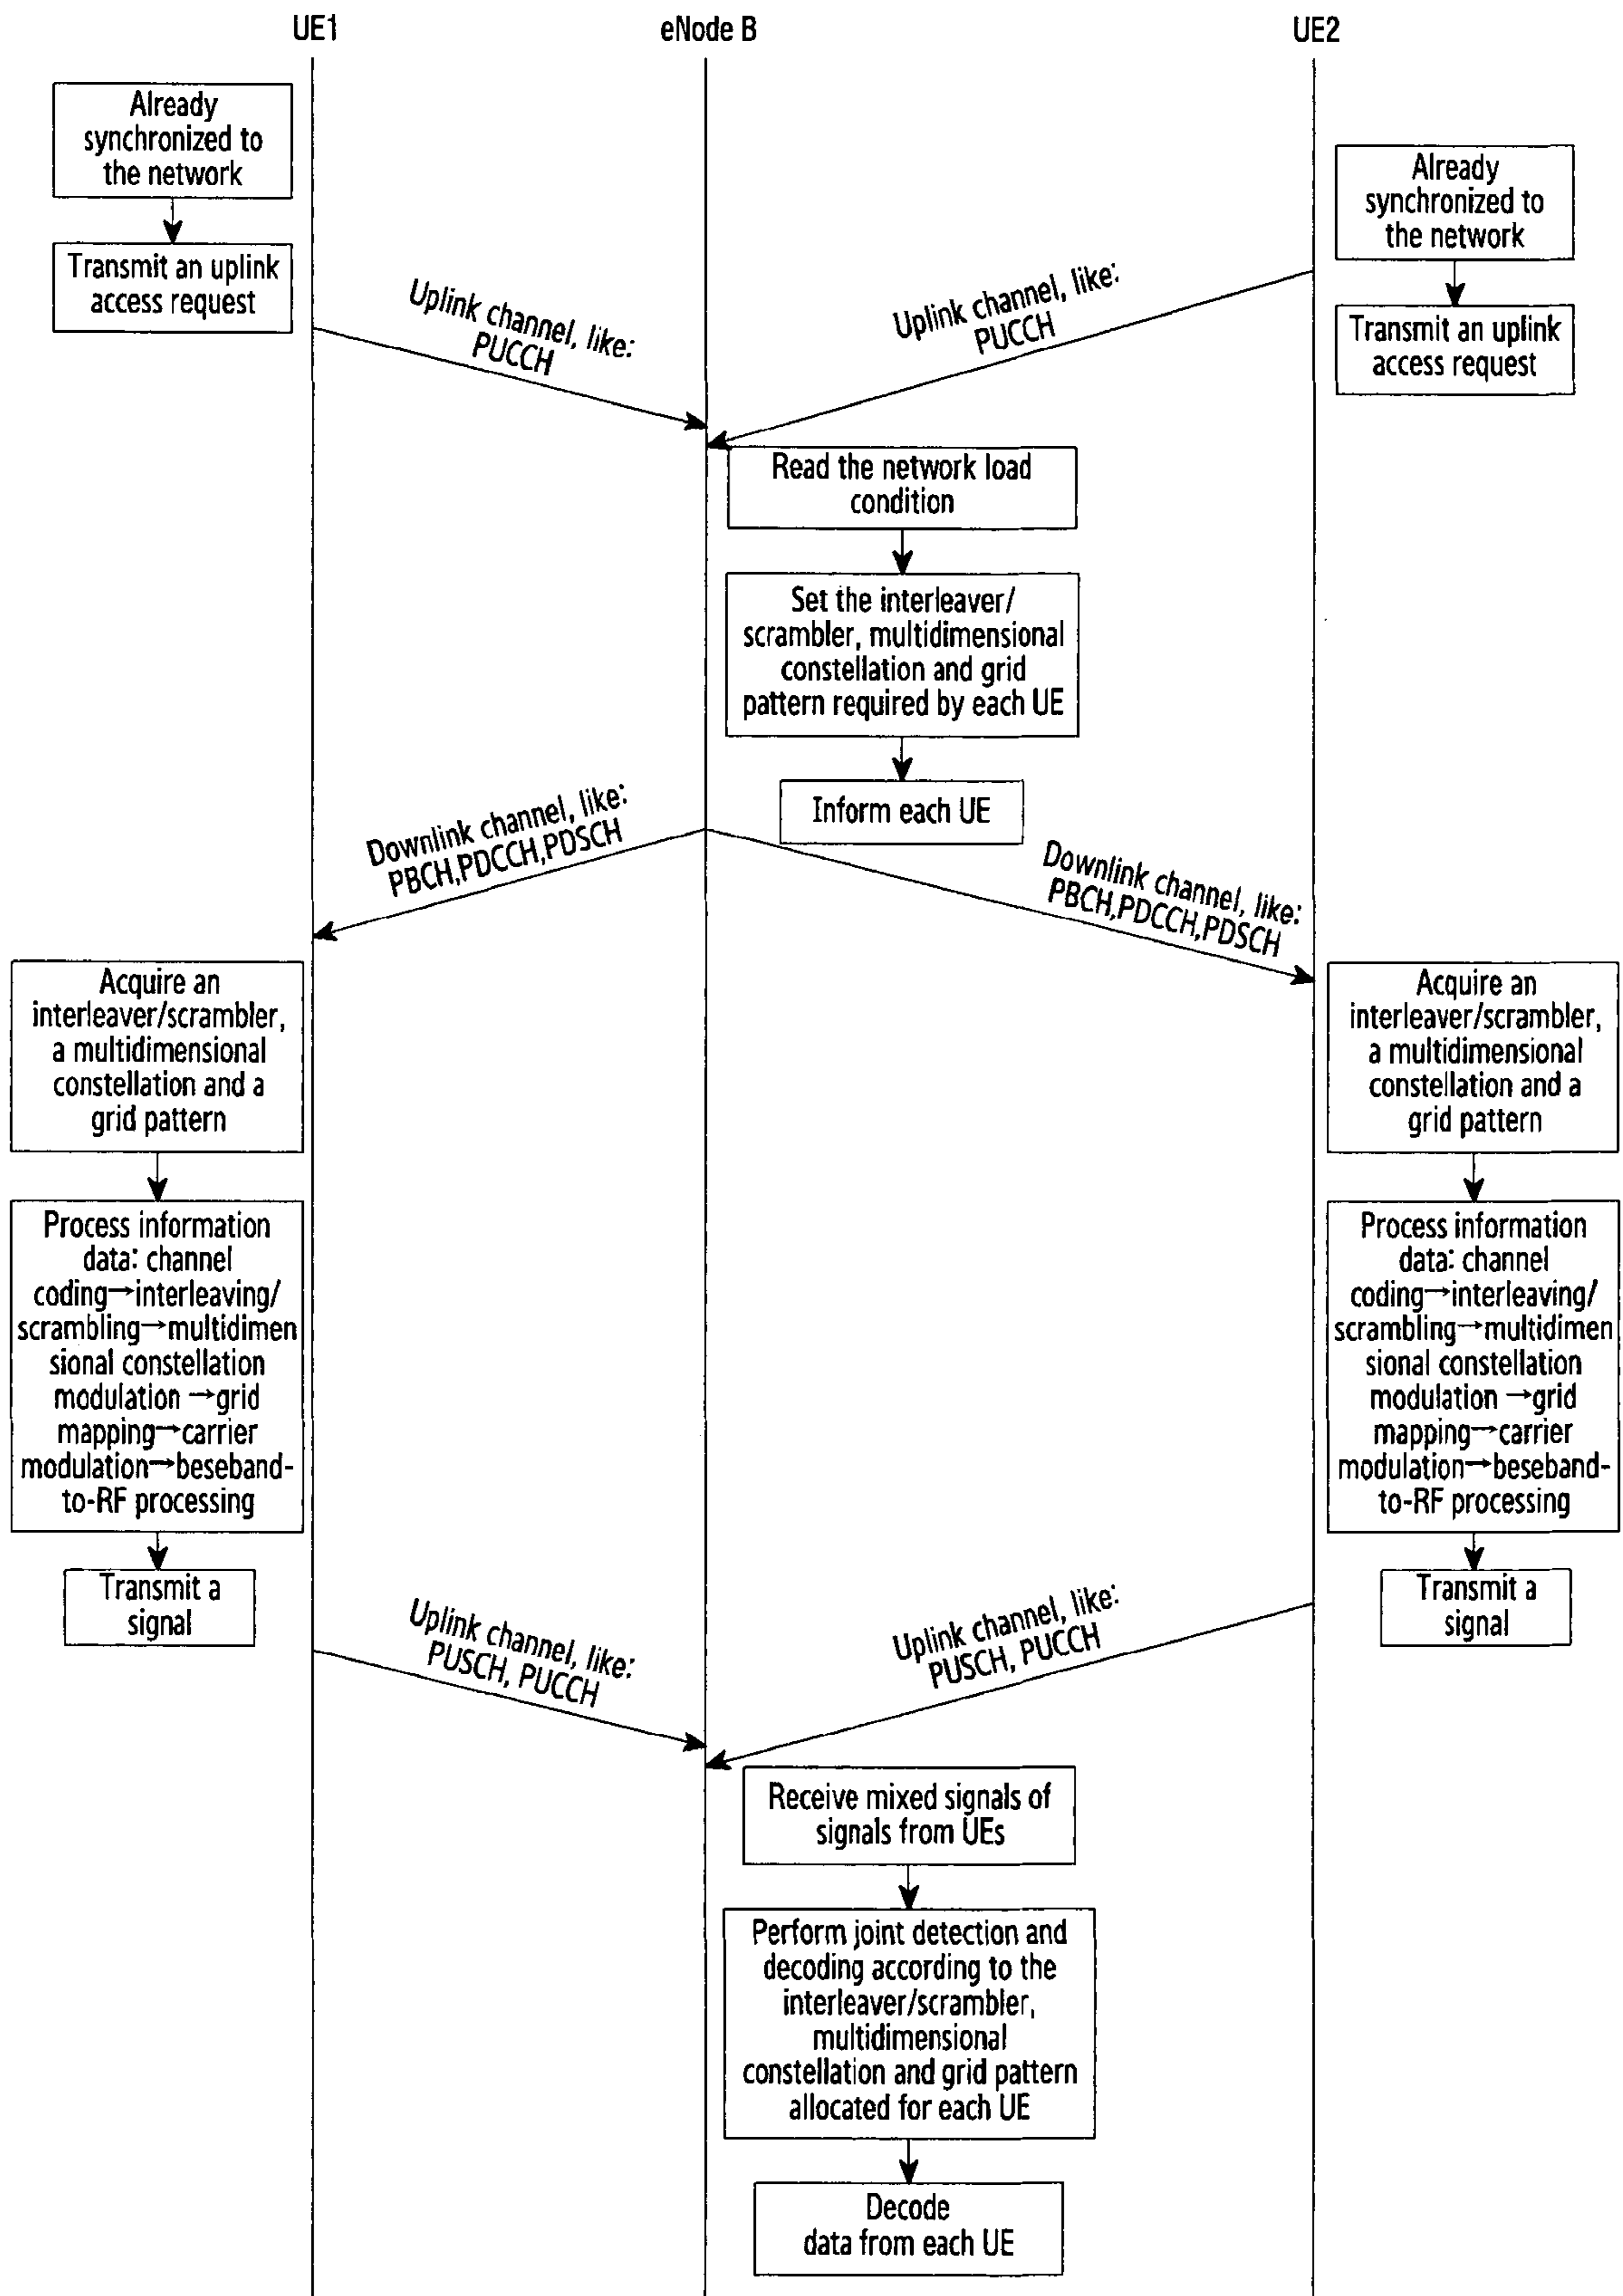 UE1
eNode B
UE2
Already
synchronized to
the network
Transmit an uplink
access request
Already
synchronized to
the network
Transmit an uplink
access request
Uplink channel, like:
PUCCH
Uplink channel, like:
PUCCH
Read the network load
condition
Set the interleaver/
scrambler, multidimensional
constellation and grid
pattern required by each UE
Inform each UE
Downlink channel, like:
PBCH,PDCCH,PDSCH
Downlink channel, like:
PBCH,PDCCH,PDSCH
Acquire an
interleaver/scrambler,
a multidimensional
constellation and a
grid pattern
Process information
data: channel
coding→interleaving/
scrambling→multidimen
sional constellation
modulation →grid
mapping→carrier
modulation→beseband-
to-RF processing
Transmit a
signal
Acquire an
interleaver/scrambler,
a multidimensional
constellation and a
grid pattern
Process information
data: channel
coding→interleaving/
scrambling→multidimen
sional constellation
modulation →grid
mapping→carrier
modulation→beseband-
to-RF processing
Transmit a
signal
Uplink channel, like:
PUSCH, PUCCH
Uplink channel, like:
PUSCH, PUCCH
Receive mixed signals of
signals from UEs
Perform joint detection and
decoding according to the
interleaver/scrambler,
multidimensional
constellation and grid pattern
allocated for each UE
Decode
data from each UE